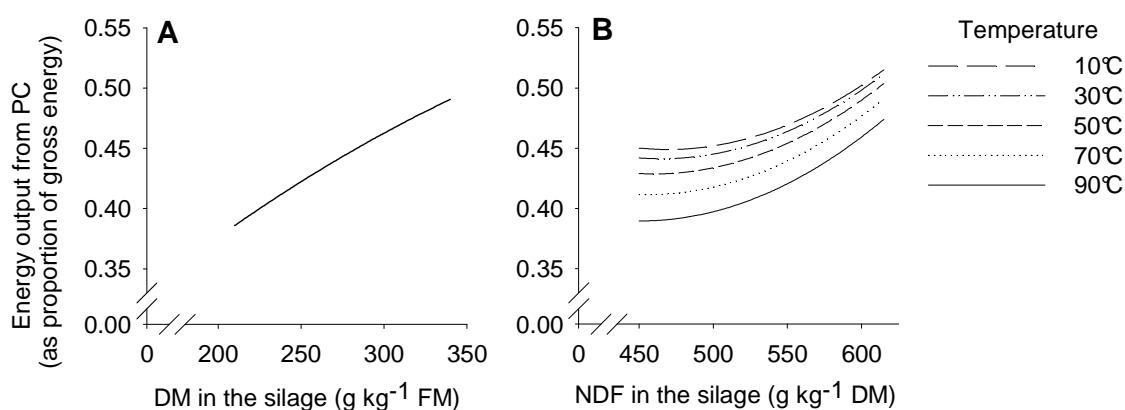 Energy output from PC
(as proportion of gross energy)
A
0.55
0.50
0.45
0.40
0.35
0.00
0
200
250
300
350
DM in the silage (g kg-1 FM)
B
0.55
0.50
0.45
0.40
0.35
0.00
0
450
500
550
600
NDF in the silage (g kg-1 DM)
Temperature
10°C
30°C
50°C
70°C
90°C